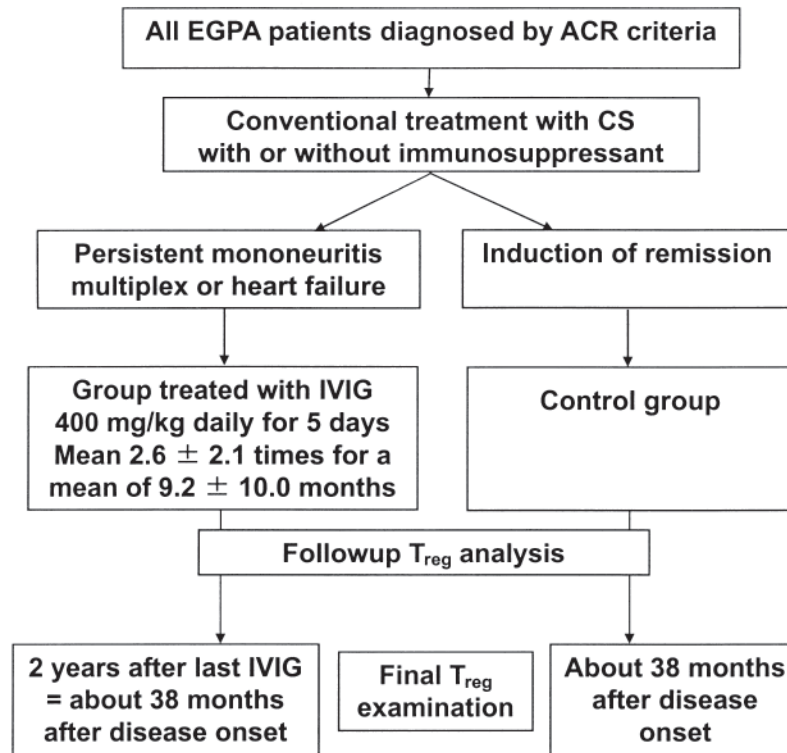 All EGPA patients diagnosed by ACR criteria
Conventional treatment with CS
with or without immunosuppressant
Persistent mononeuritis
multiplex or heart failure
Induction of remission
Group treated with IVIG
400 mg/kg daily for 5 days
Mean 2.6 ± 2.1 times for a
mean of 9.2 ± 10.0 months
Control group
Followup Treg analysis
2 years after last IVIG
= about 38 months
after disease onset
Final Treg
examination
About 38 months
after disease
onset